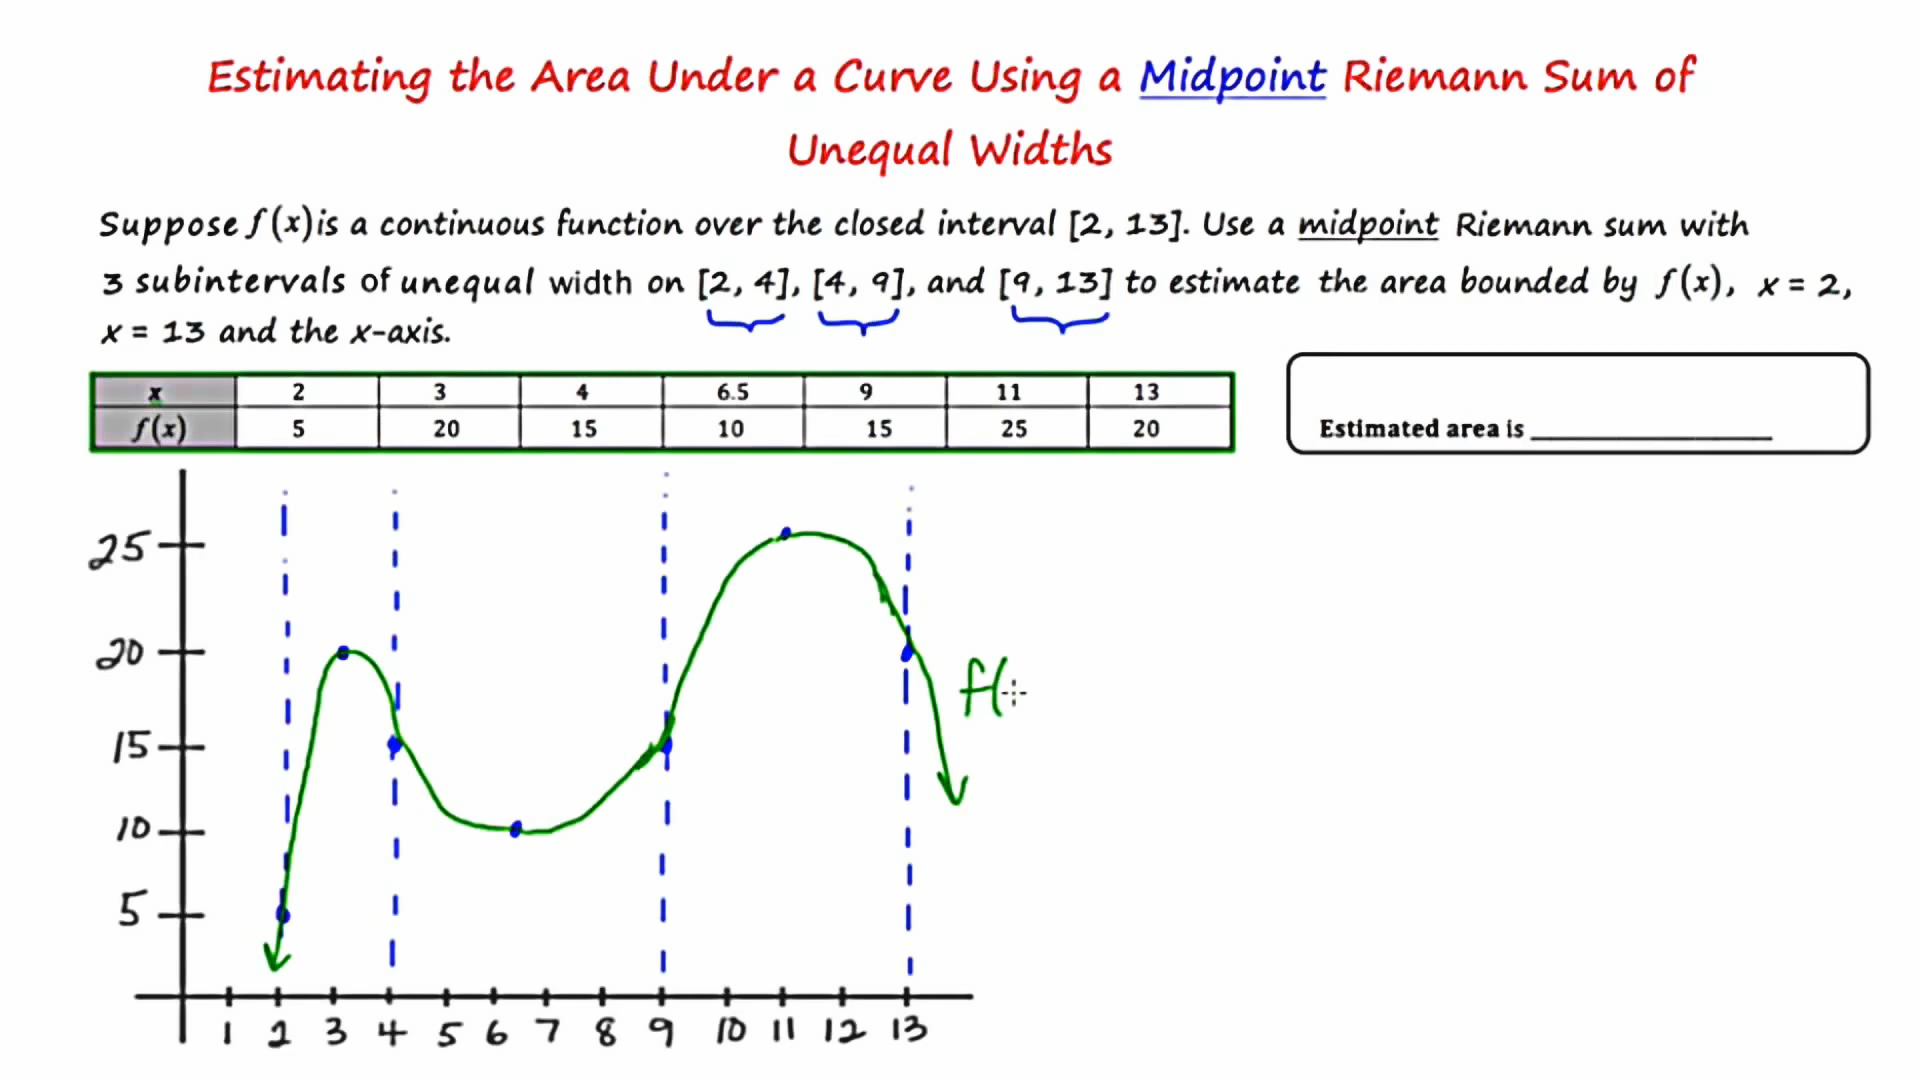 Estimating the Area Under a Curve Using a Midpoint Riemann Sum of
Unequal Widths
Suppose f(x) is a continuous function over the closed interval [2, 13]. Use a midpoint Riemann sum with
3 subintervals of unequal width on [2, 4], [4, 9], and [9, 13] to estimate the area bounded by f(x), x = 2,
x = 13 and the x-axis.
x 2 3 4 6.5 9 11 13
f(x) 5 20 15 10 15 25 20
Estimated area is ____________
25
20
15
10
5
f(
1 2 3 4 5 6 7 8 9 10 11 12 13